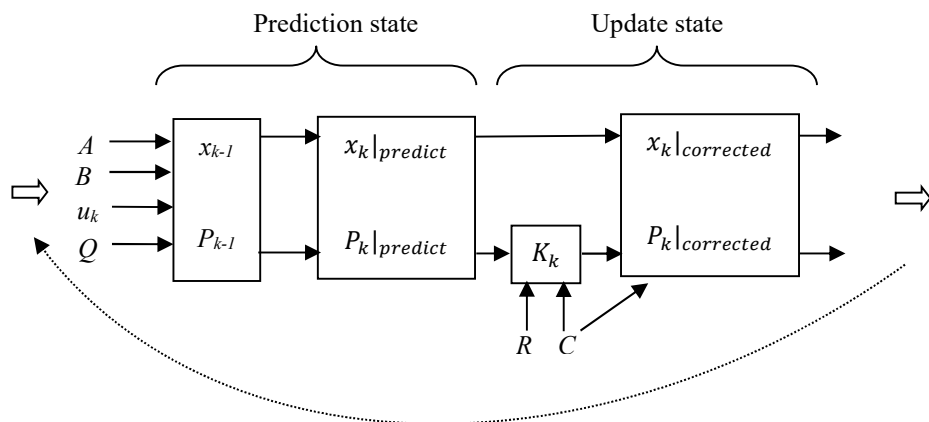 Prediction state
Update state
A
B
u_k
Q
x_{k-1}
P_{k-1}
x_k|_{predict}
P_k|_{predict}
K_k
R
C
x_k|_{corrected}
P_k|_{corrected}